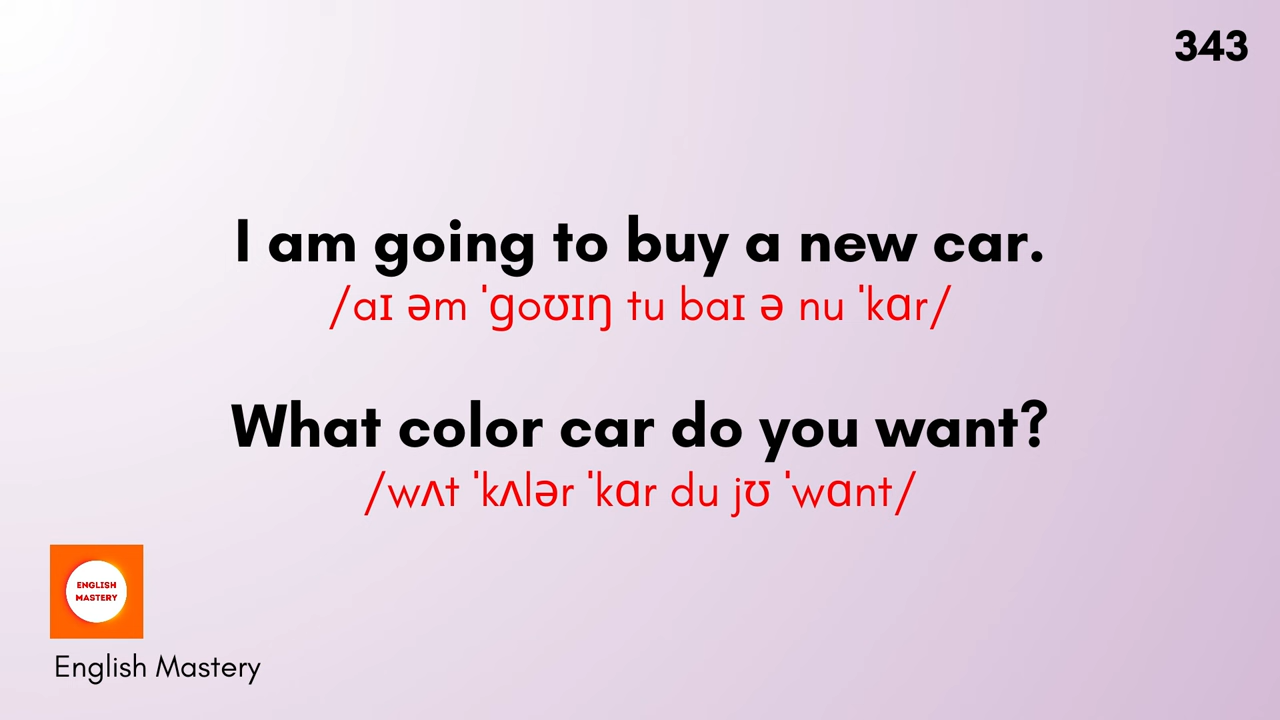 343
I am going to buy a new car.
/aɪ əm ˈɡoʊɪŋ tu baɪ ə nu ˈkɑr/
What color car do you want?
/wʌt ˈkʌlər ˈkɑr du jʊ ˈwɑnt/
ENGLISH
MASTERY
English Mastery